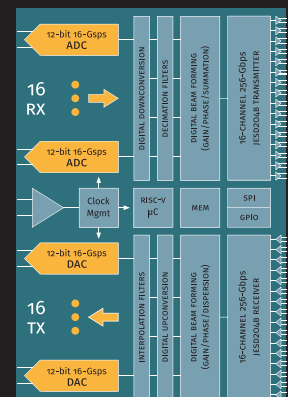 12-bit 16-Gsps
ADC
16
RX
12-bit 16-Gsps
ADC
DIGITAL DOWNCONVERSION
DECIMATION FILTERS
DIGITAL BEAM FORMING
(GAIN/PHASE/SUMMATION)
16-CHANNEL 256-Gbps
JESD204B TRANSMITTER
Clock
Mgmt
RISC-V
µC
MEM
SPI
GPIO
12-bit 16-Gsps
DAC
16
TX
12-bit 16-Gsps
DAC
INTERPOLATION FILTERS
DIGITAL UPCONVERSION
DIGITAL BEAM FORMING
(GAIN/PHASE/DISPERSION)
16-CHANNEL 256-Gbps
JESD204B RECEIVER